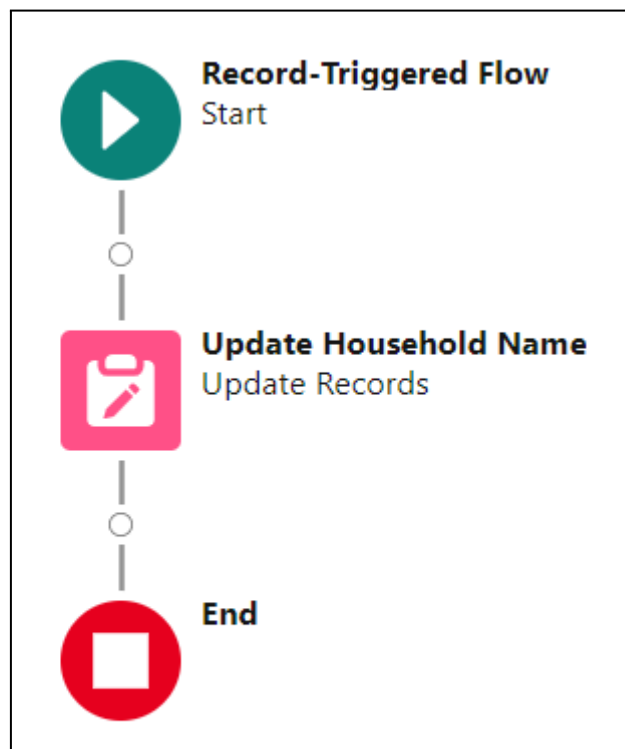 Record-Triggered Flow
Start
Update Household Name
Update Records
End